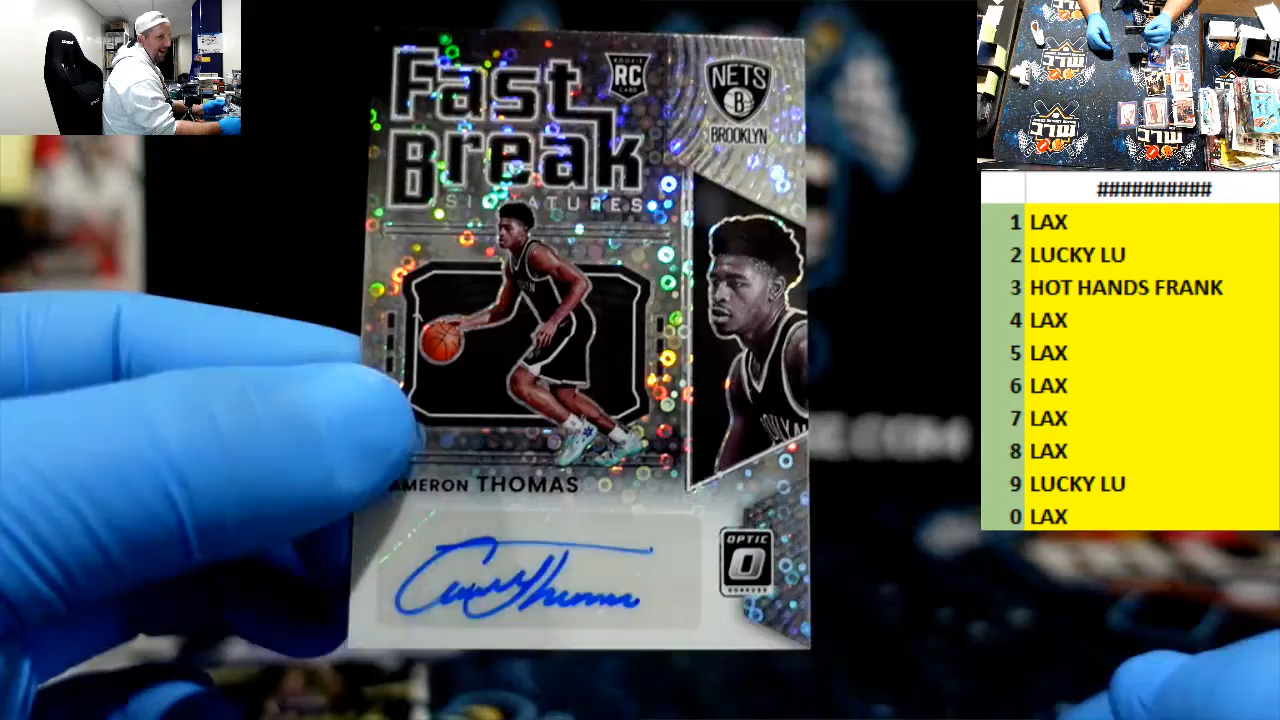 Fast
Break
SIGNATURES
ROOKIE
RC
CARD
NETS
B
BROOKLYN
AMERON THOMAS
OPTIC
O
DONRUSS
##########
1 LAX
2 LUCKY LU
3 HOT HANDS FRANK
4 LAX
5 LAX
6 LAX
7 LAX
8 LAX
9 LUCKY LU
0 LAX